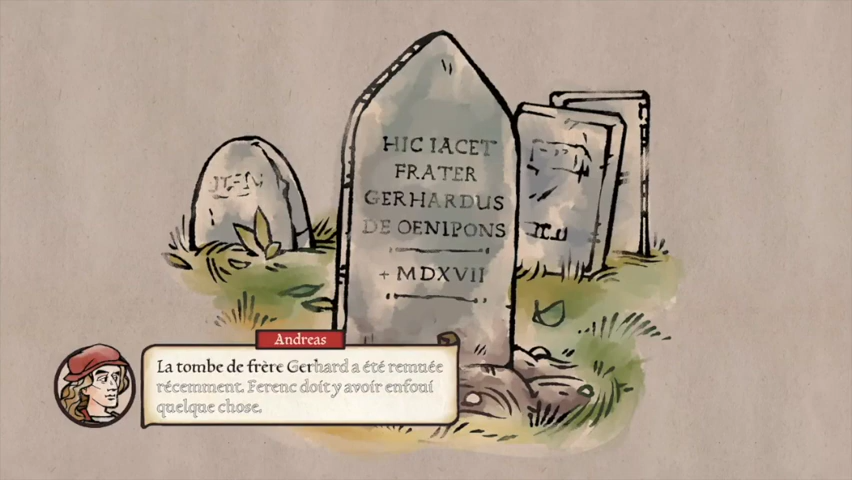 HIC IACET
FRATER
GERHARDUS
DE OENIPONS
+ MDXVII
Andreas
La tombe de frère Gerhard a été remuée
récemment. Ferenc doit y avoir enfoui
quelque chose.